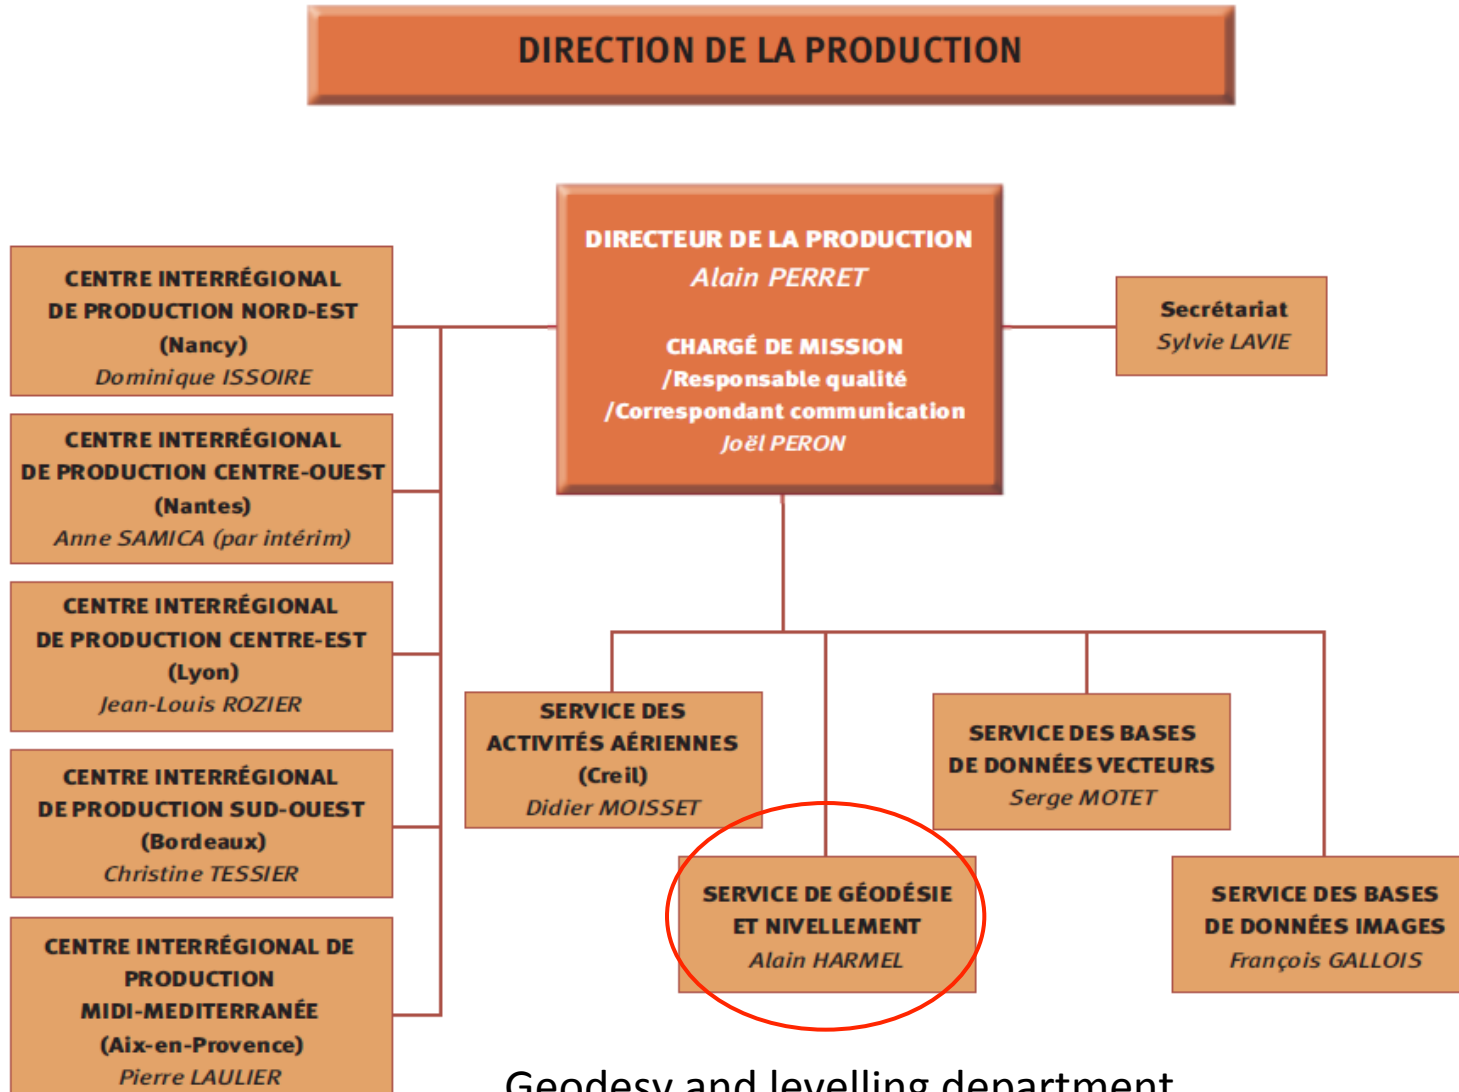 DIRECTION DE LA PRODUCTION
DIRECTEUR DE LA PRODUCTION
Alain PERRET
CHARGÉ DE MISSION
/Responsable qualité
/Correspondant communication
Joël PERON
Secrétariat
Sylvie LAVIE
CENTRE INTERRÉGIONAL
DE PRODUCTION NORD-EST
(Nancy)
Dominique ISSOIRE
CENTRE INTERRÉGIONAL
DE PRODUCTION CENTRE-OUEST
(Nantes)
Anne SAMICA (par intérim)
CENTRE INTERRÉGIONAL
DE PRODUCTION CENTRE-EST
(Lyon)
Jean-Louis ROZIER
CENTRE INTERRÉGIONAL
DE PRODUCTION SUD-OUEST
(Bordeaux)
Christine TESSIER
CENTRE INTERRÉGIONAL DE
PRODUCTION
MIDI-MEDITERRANÉE
(Aix-en-Provence)
Pierre LAULIER
SERVICE DES
ACTIVITÉS AÉRIENNES
(Creil)
Didier MOISSET
SERVICE DE GÉODÉSIE
ET NIVELLEMENT
Alain HARMEL
SERVICE DES BASES
DE DONNÉES VECTEURS
Serge MOTET
SERVICE DES BASES
DE DONNÉES IMAGES
François GALLOIS
Geodesy and levelling department